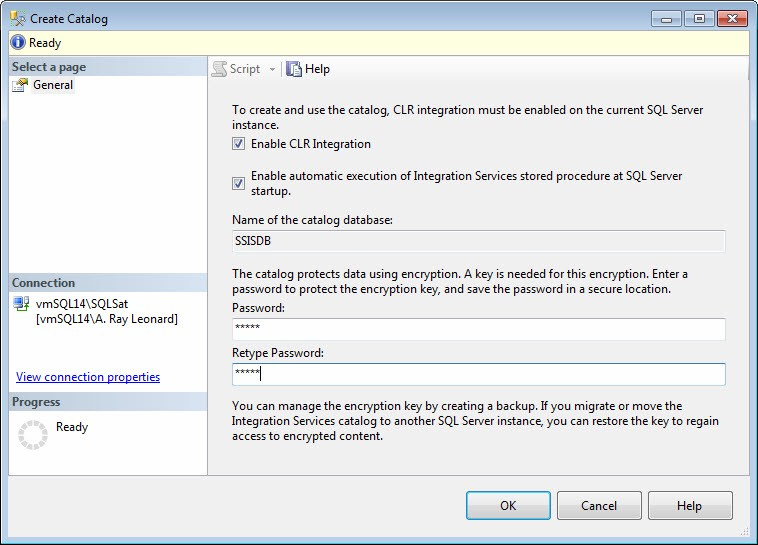 Create Catalog
Ready
Select a page
General
Script
Help
To create and use the catalog, CLR integration must be enabled on the current SQL Server
instance.
Enable CLR Integration
Enable automatic execution of Integration Services stored procedure at SQL Server
startup.
Name of the catalog database:
SSISDB
The catalog protects data using encryption. A key is needed for this encryption. Enter a
password to protect the encryption key, and save the password in a secure location.
Password:
*****
Retype Password:
*****
You can manage the encryption key by creating a backup. If you migrate or move the
Integration Services catalog to another SQL Server instance, you can restore the key to regain
access to encrypted content.
Connection
vmSQL14\SQLSat
[vmSQL14\A. Ray Leonard]
View connection properties
Progress
Ready
OK
Cancel
Help